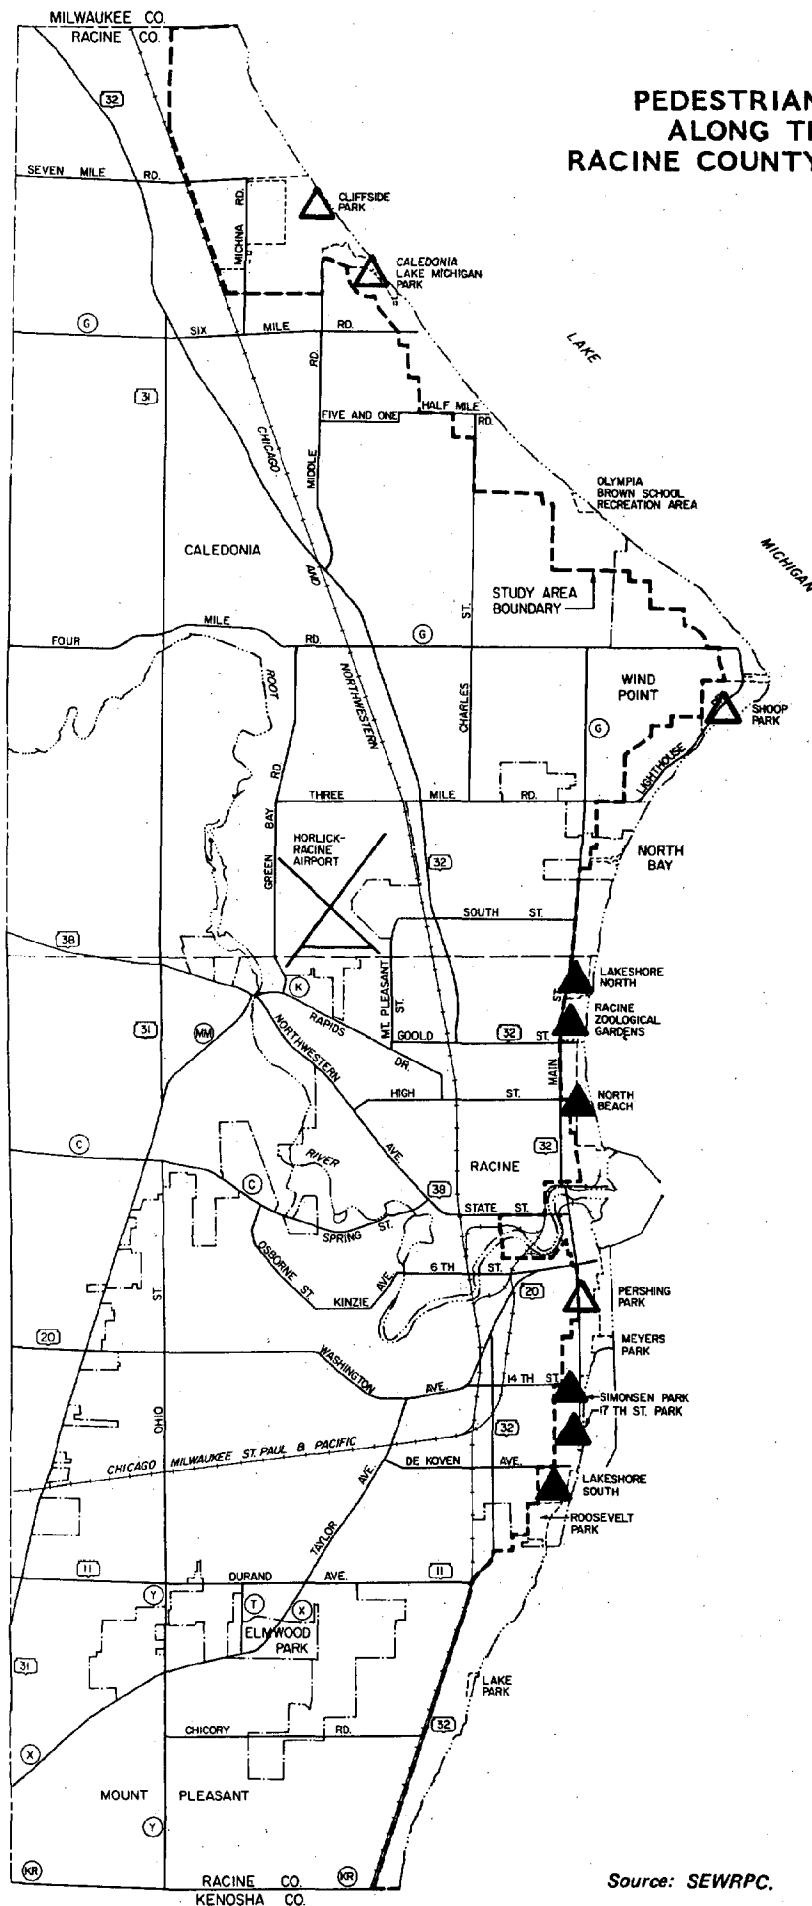 MILWAUKEE CO.
RACINE CO.
32
PEDESTRIAN
ALONG
RACINE COUNTY
SEVEN MILE RD.
MICHNA RD.
CLIFFSIDE
PARK
CALEDONIA
LAKE MICHIGAN
PARK
G
SIX MILE RD.
LAKE
MICHIGAN
31
CHICAGO AND NORTHWESTERN
MIDDLE RD.
FIVE AND ONE HALF MILE RD.
OLYMPIA
BROWN SCHOOL
RECREATION AREA
CALEDONIA
STUDY AREA
BOUNDARY
FOUR MILE RD.
G
ROOT
CHARLES ST.
WIND
POINT
SHOOP
PARK
G
LIGHTHOUSE
THREE MILE RD.
GREEN BAY RD.
HORLICK-
RACINE
AIRPORT
32
NORTH
BAY
SOUTH ST.
38
MT. PLEASANT ST.
LAKESHORE
NORTH
K
RACINE
ZOOLOGICAL
GARDENS
31
MM
RAPIDS DR.
GOOLD ST.
32
MAIN ST.
NORTHWESTERN AVE.
HIGH ST.
NORTH
BEACH
C
RIVER
32
RACINE
C
38
STATE ST.
SPRING ST.
OSBORNE ST.
6 TH ST.
KINZIE AVE.
20
PERSHING
PARK
20
MEYERS
PARK
OHIO ST.
WASHINGTON AVE.
14 TH ST.
SIMONSEN PARK
17 TH ST. PARK
32
CHICAGO MILWAUKEE ST. PAUL & PACIFIC
DE KOVEN AVE.
LAKESHORE
SOUTH
TAYLOR AVE.
ROOSEVELT
PARK
11
DURAND AVE.
11
Y
T
X
ELMWOOD
PARK
31
LAKE
PARK
32
CHICORY RD.
X
MOUNT PLEASANT
Y
KR
KR
RACINE CO.
KENOSHA CO.
Source: SEWRPC.